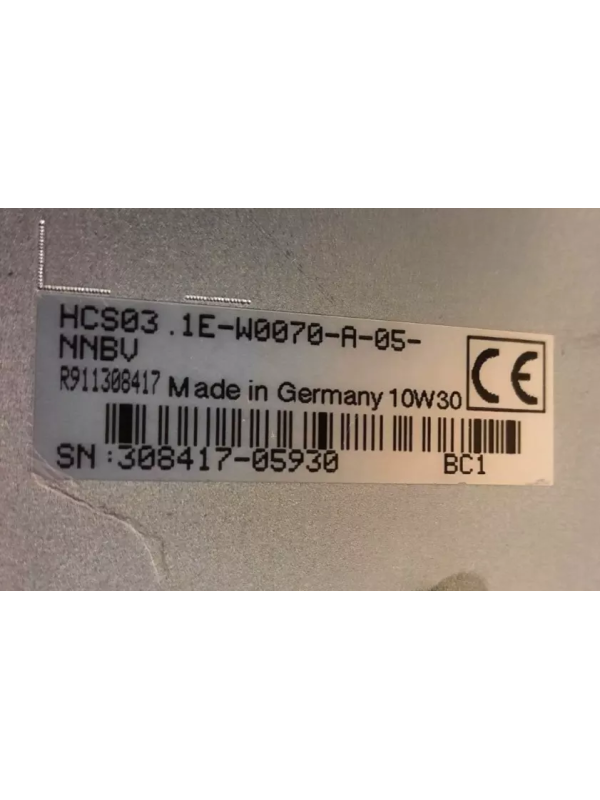 HCS03.1E-W0070-A-05-
NNBV
R911308417 Made in Germany 10W30
CE
SN:308417-05930 BC1